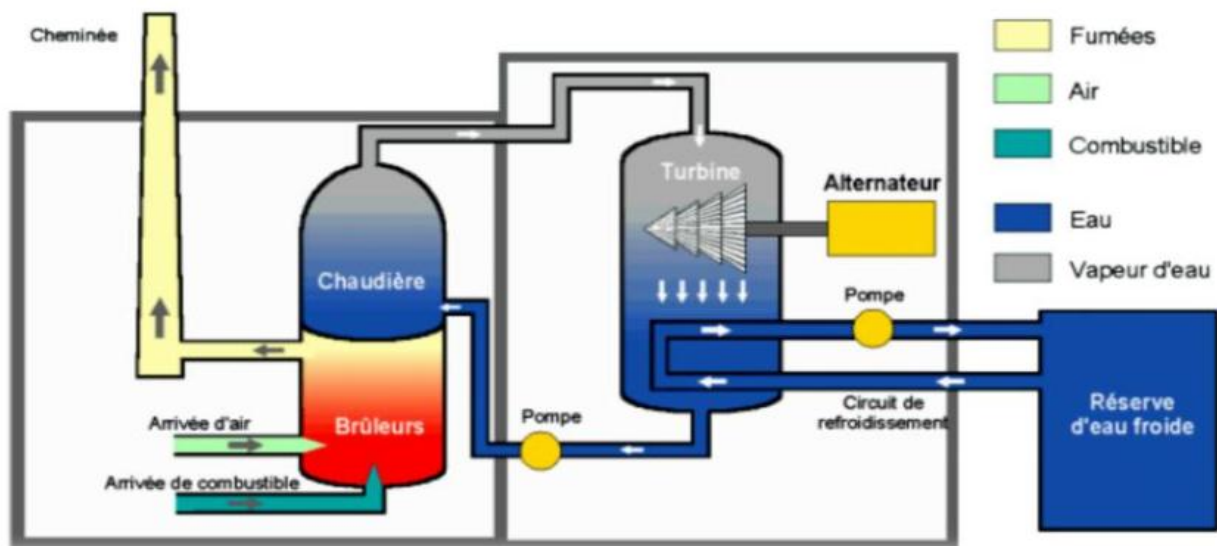 Cheminée
Fumées
Air
Combustible
Eau
Vapeur d'eau
Turbine
Alternateur
Chaudière
Pompe
Arrivée d'air
Brûleurs
Pompe
Circuit de
refroidissement
Réserve
d'eau froide
Arrivée de combustible